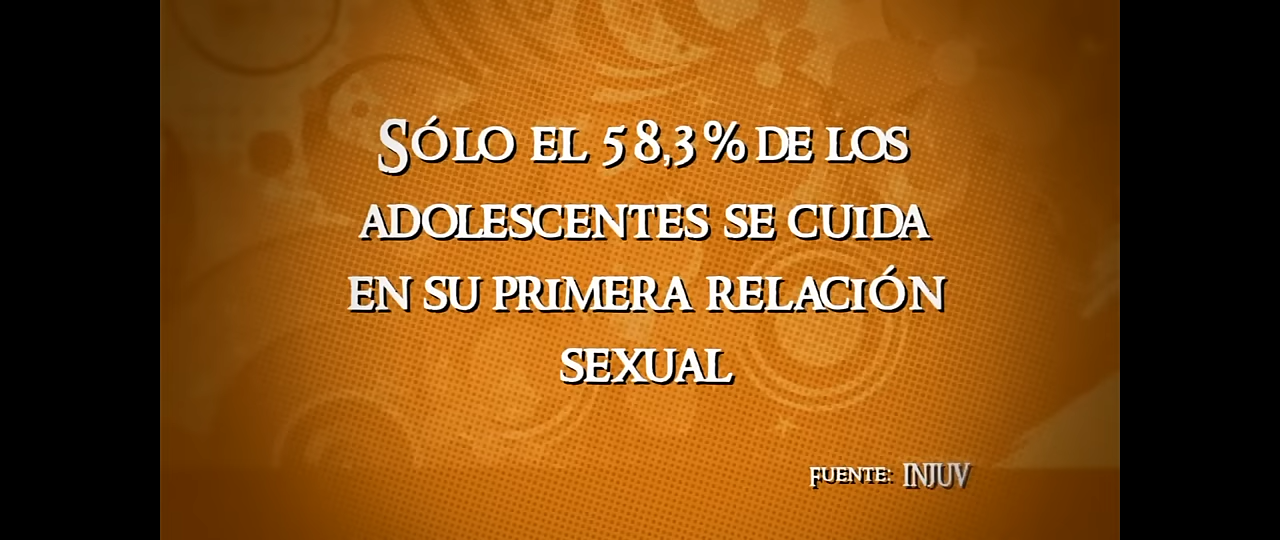 SÓLO EL 58,3% DE LOS
ADOLESCENTES SE CUIDA
EN SU PRIMERA RELACIÓN
SEXUAL
FUENTE: INJUV